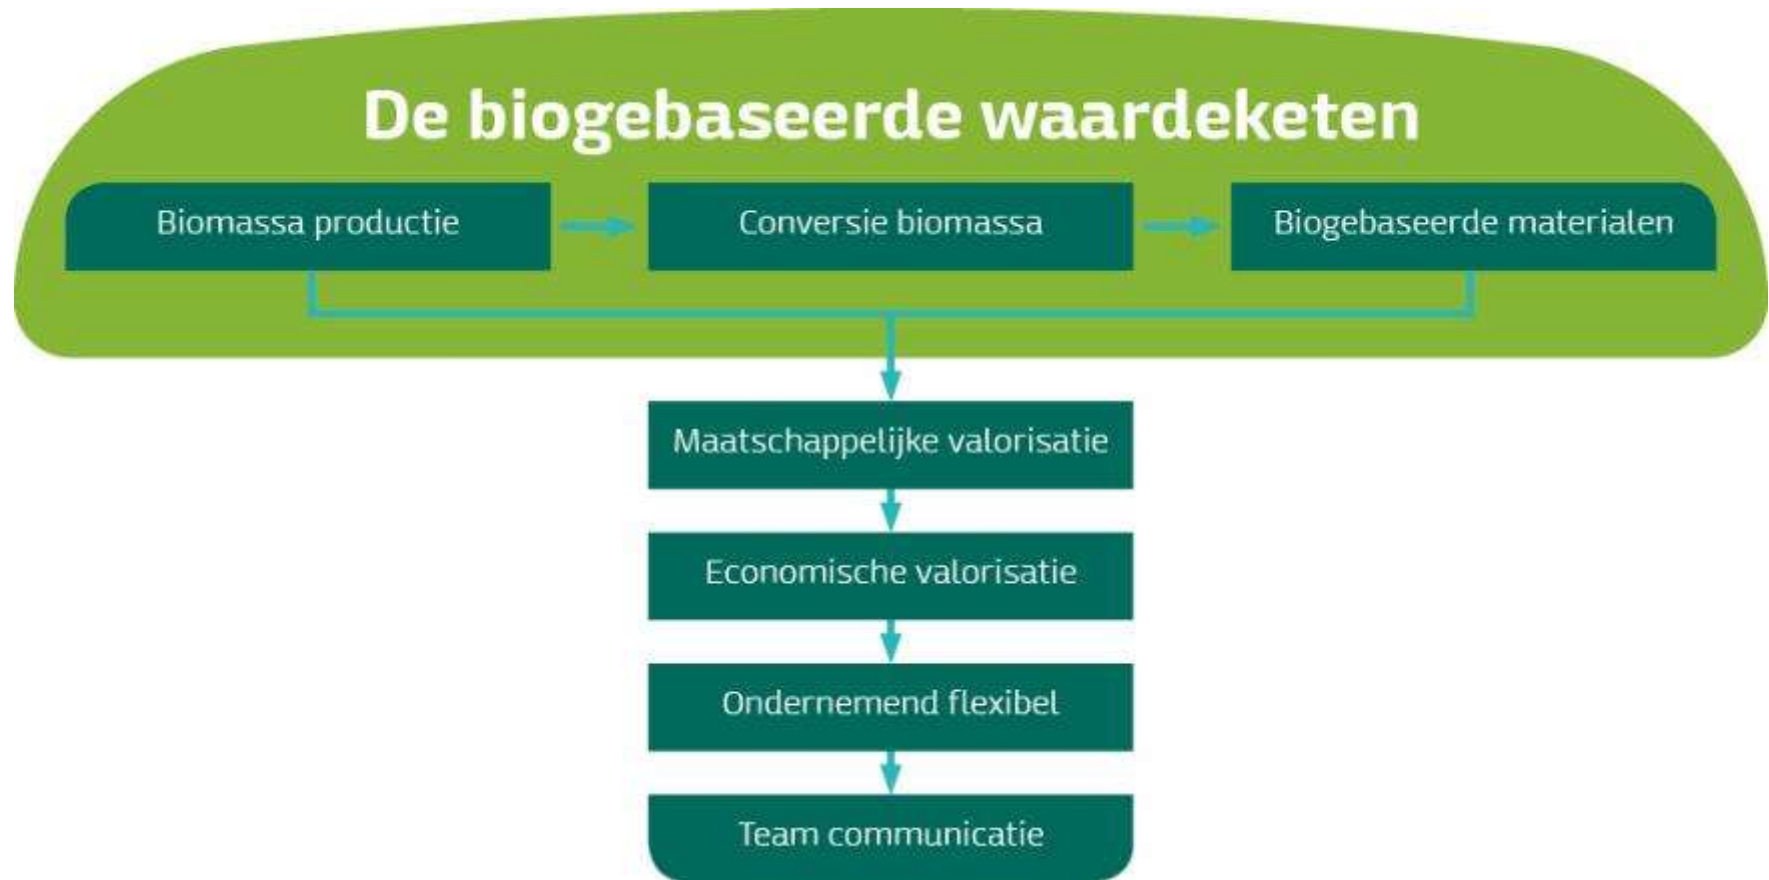 De biogebaseerde waardeketen
Biomassa productie
Conversie biomassa
Biogebaseerde materialen
Maatschappelijke valorisatie
Economische valorisatie
Ondernemend flexibel
Team communicatie